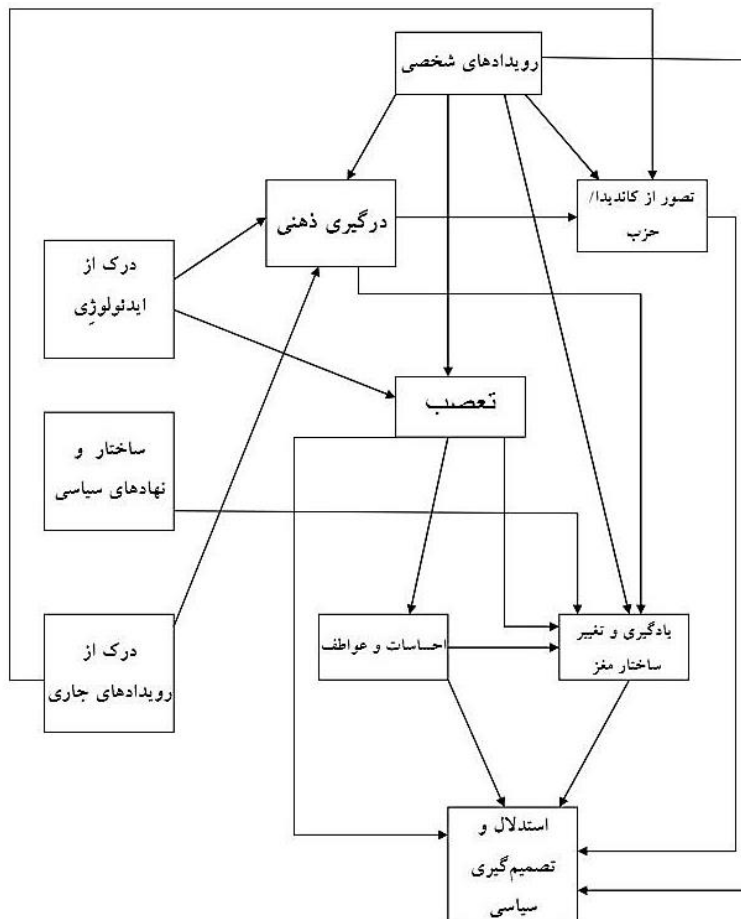 رویدادهای شخصی
تصور از کاندیدا/
حزب
درگیری ذهنی
درک از
ایدئولوژِی
تعصب
ساختار و
نهادهای سیاسی
یادگیری و تغییر
ساختار مغز
احساسات و عواطف
درک از
رویدادهای جاری
استدلال و
تصمیم‌گیری
سیاسی